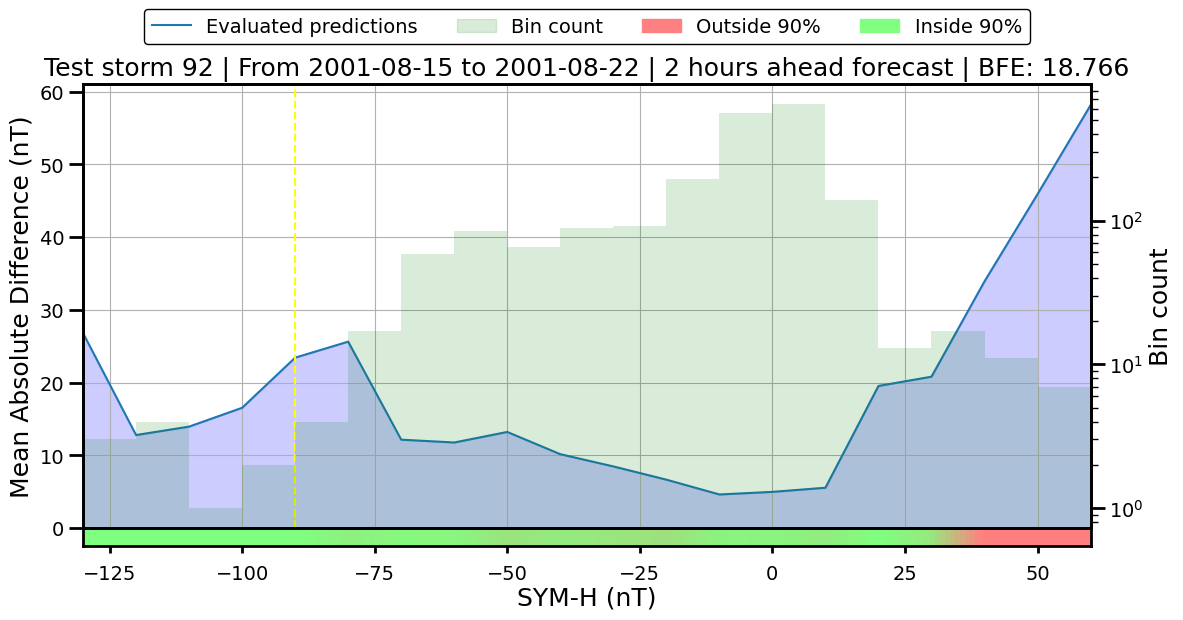 Evaluated predictions Bin count Outside 90% Inside 90%
Test storm 92 | From 2001-08-15 to 2001-08-22 | 2 hours ahead forecast | BFE: 18.766
Mean Absolute Difference (nT)
60
50
40
30
20
10
0
10²
10¹
10⁰
Bin count
−125 −100 −75 −50 −25 0 25 50
SYM-H (nT)